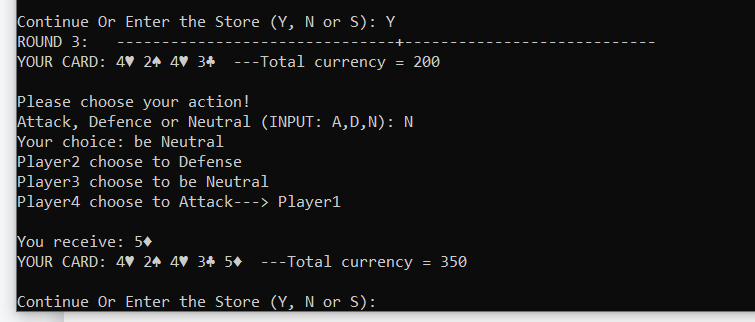 Continue Or Enter the Store (Y, N or S): Y
ROUND 3:   -------------------------------+----------------------------
YOUR CARD: 4♥ 2♠ 4♥ 3♣  ---Total currency = 200
Please choose your action!
Attack, Defence or Neutral (INPUT: A,D,N): N
Your choice: be Neutral
Player2 choose to Defense
Player3 choose to be Neutral
Player4 choose to Attack---> Player1
You receive: 5♦
YOUR CARD: 4♥ 2♠ 4♥ 3♣ 5♦  ---Total currency = 350
Continue Or Enter the Store (Y, N or S):